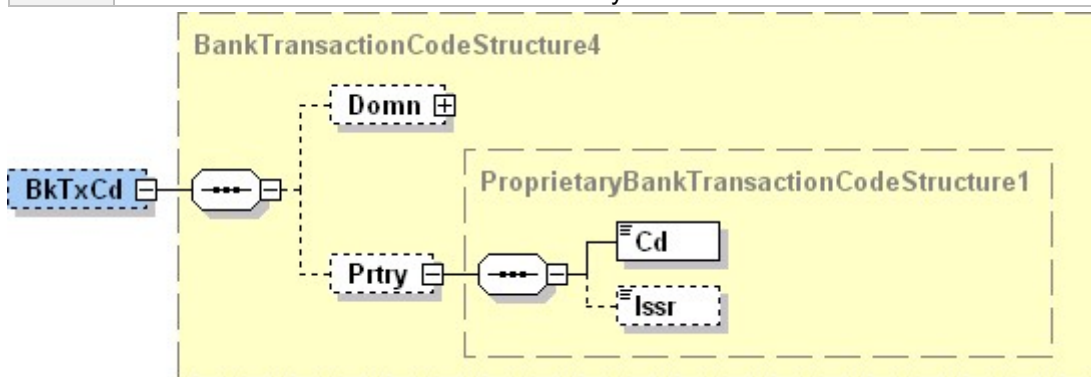 BankTransactionCodeStructure4
Domn
BkTxCd
ProprietaryBankTransactionCodeStructure1
Cd
Prtry
Issr